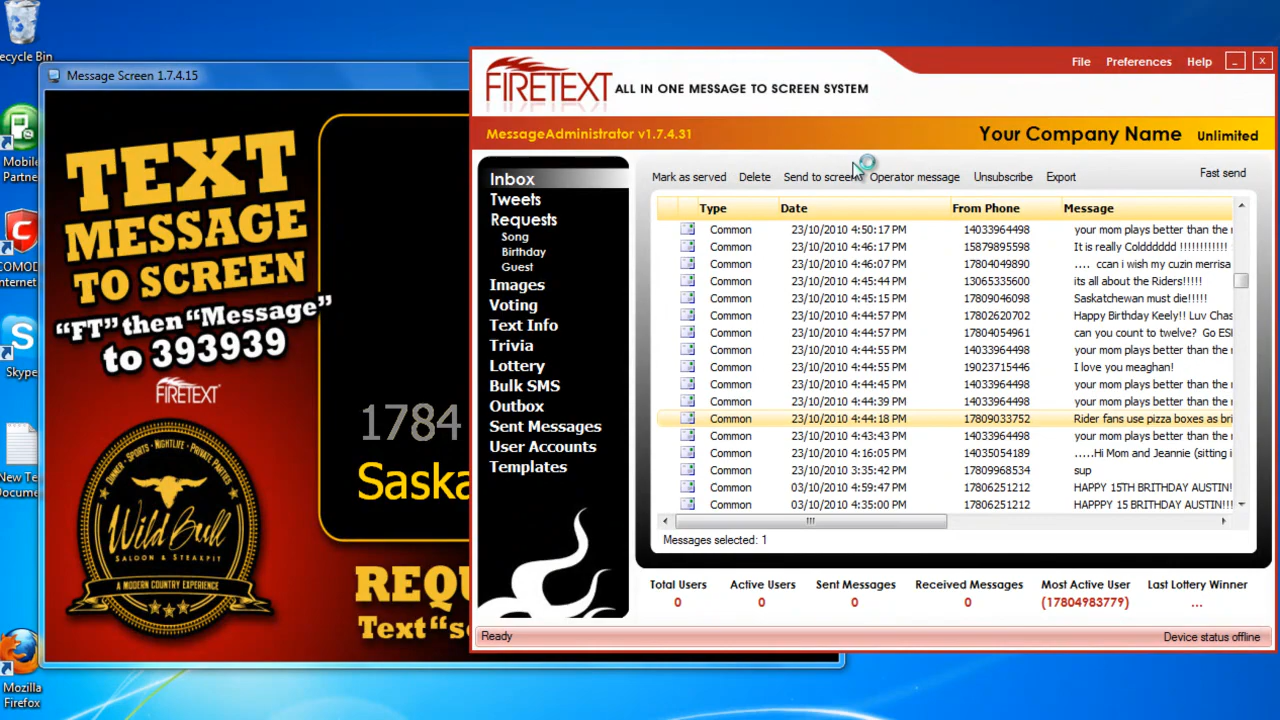 ecycle Bin
Mobile
Partne
COMOD
nternet
Skype
New Te
Docume
Mozilla
Firefox
Message Screen 1.7.4.15
TEXT
MESSAGE
TO SCREEN
“FT” then “Message”
to 393939
FIRETEXT
DINNER · SPORTS · NIGHTLIFE · PRIVATE PARTIES
Wild Bull
SALOON & STEAKPIT
A MODERN COUNTRY EXPERIENCE
1784
Saska
REQU
Text “so
FIRETEXT ALL IN ONE MESSAGE TO SCREEN SYSTEM
File Preferences Help _ X
MessageAdministrator v1.7.4.31 Your Company Name Unlimited
Inbox
Tweets
Requests
Song
Birthday
Guest
Images
Voting
Text Info
Trivia
Lottery
Bulk SMS
Outbox
Sent Messages
User Accounts
Templates
Mark as served Delete Send to screen Operator message Unsubscribe Export Fast send
Type Date From Phone Message
Common 23/10/2010 4:50:17 PM 14033964498 your mom plays better than the r
Common 23/10/2010 4:46:17 PM 15879895598 It is really Coldddddd !!!!!!!!!!!!
Common 23/10/2010 4:46:07 PM 17804049890 .... ccan i wish my cuzin merrisa
Common 23/10/2010 4:45:44 PM 13065335600 its all about the Riders!!!!!
Common 23/10/2010 4:45:15 PM 17809046098 Saskatchewan must die!!!!!
Common 23/10/2010 4:44:57 PM 17802620702 Happy Birthday Keely!! Luv Chas
Common 23/10/2010 4:44:57 PM 17804054961 can you count to twelve? Go ES
Common 23/10/2010 4:44:55 PM 14033964498 your mom plays better than the r
Common 23/10/2010 4:44:55 PM 19023715446 I love you meaghan!
Common 23/10/2010 4:44:45 PM 14033964498 your mom plays better than the r
Common 23/10/2010 4:44:39 PM 14033964498 your mom plays better than the r
Common 23/10/2010 4:44:18 PM 17809033752 Rider fans use pizza boxes as bri
Common 23/10/2010 4:43:43 PM 14033964498 your mom plays better than the r
Common 23/10/2010 4:16:05 PM 14035054189 .....Hi Mom and Jeannie (sitting i
Common 23/10/2010 3:35:42 PM 17809968534 sup
Common 03/10/2010 4:59:47 PM 17806251212 HAPPY 15TH BRITHDAY AUSTIN!
Common 03/10/2010 4:35:00 PM 17806251212 HAPPPY 15 BRITHDAY AUSTIN!!!
Messages selected: 1
Total Users Active Users Sent Messages Received Messages Most Active User Last Lottery Winner
0 0 0 0 (17804983779) ...
Ready Device status offline